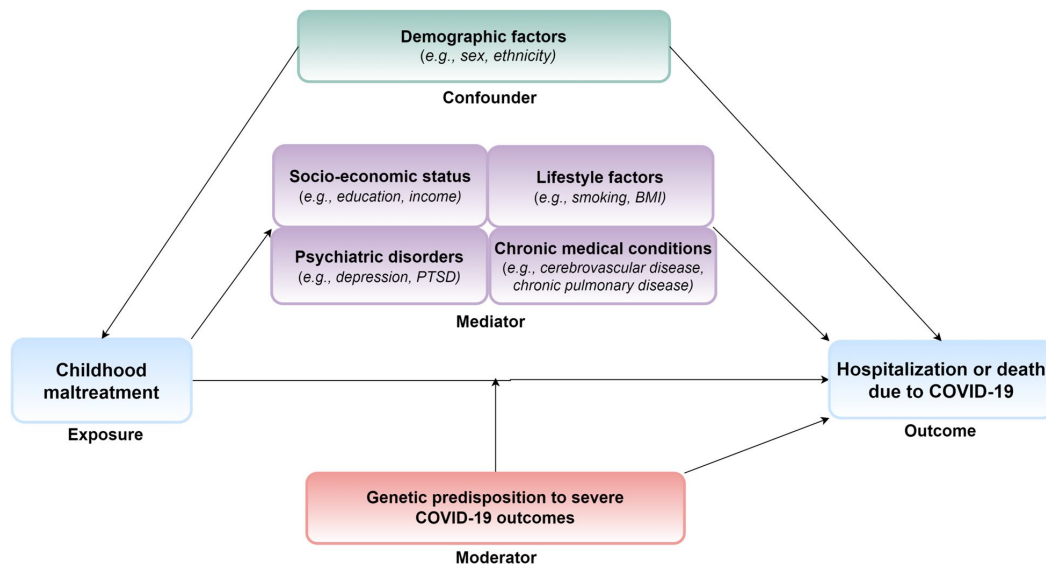 Demographic factors
(e.g., sex, ethnicity)
Confounder
Socio-economic status
(e.g., education, income)
Lifestyle factors
(e.g., smoking, BMI)
Psychiatric disorders
(e.g., depression, PTSD)
Chronic medical conditions
(e.g., cerebrovascular disease,
chronic pulmonary disease)
Mediator
Childhood
maltreatment
Exposure
Hospitalization or death
due to COVID-19
Outcome
Genetic predisposition to severe
COVID-19 outcomes
Moderator